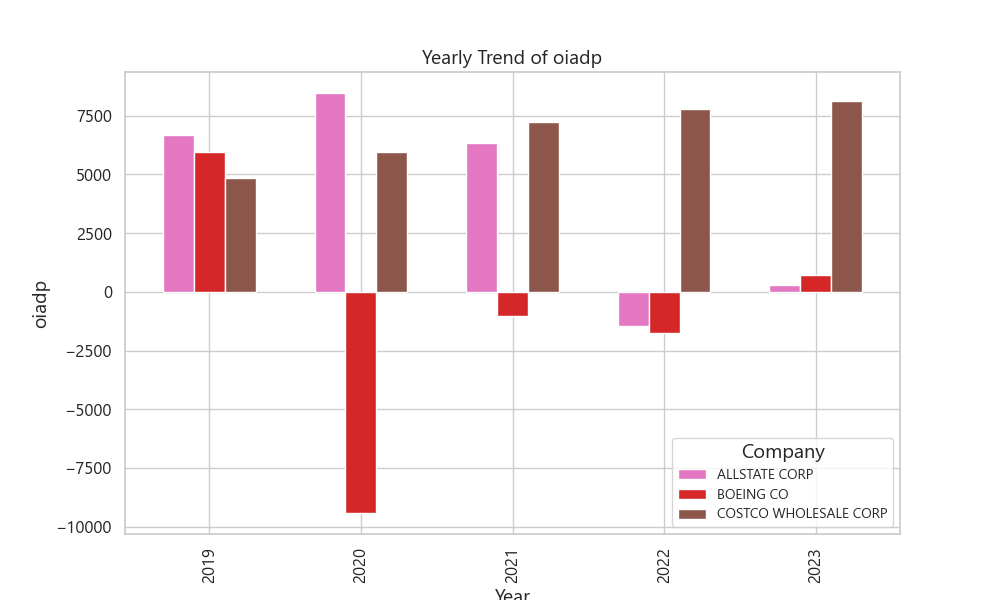 Yearly Trend of oiadp
oiadp
7500
5000
2500
0
−2500
−5000
−7500
−10000
Company
ALLSTATE CORP
BOEING CO
COSTCO WHOLESALE CORP
2019
2020
2021
2022
2023
Year